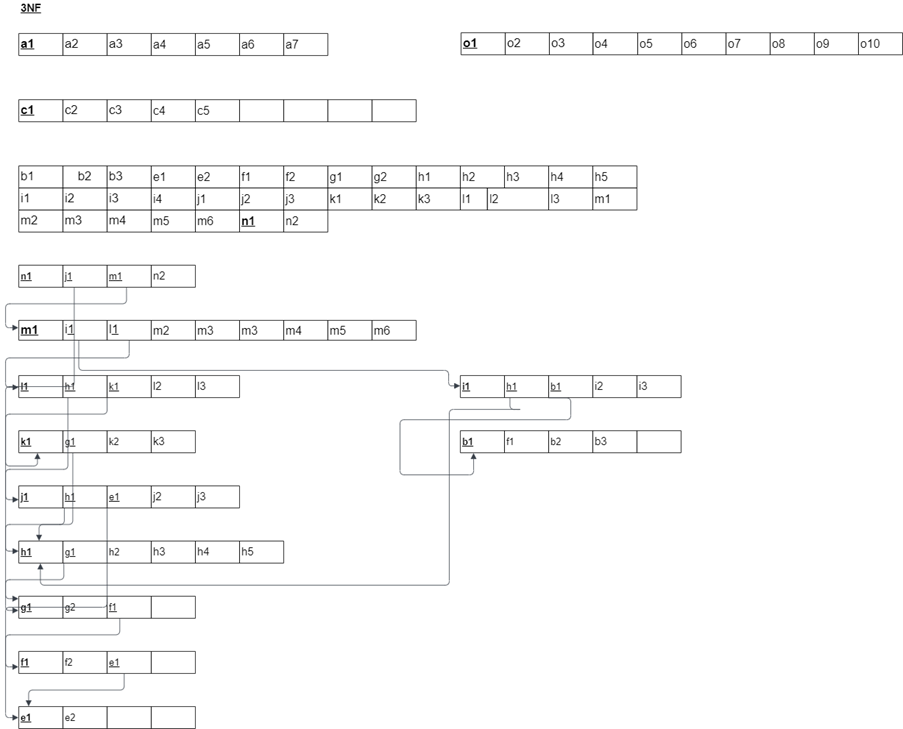 3NF
a1 a2 a3 a4 a5 a6 a7
o1 o2 o3 o4 o5 o6 o7 o8 o9 o10
c1 c2 c3 c4 c5
b1 b2 b3 e1 e2 f1 f2 g1 g2 h1 h2 h3 h4 h5
i1 i2 i3 i4 j1 j2 j3 k1 k2 k3 l1 l2 l3 m1
m2 m3 m4 m5 m6 n1 n2
n1 j1 m1 n2
m1 i1 l1 m2 m3 m3 m4 m5 m6
l1 h1 k1 l2 l3
i1 h1 b1 i2 i3
k1 g1 k2 k3
b1 f1 b2 b3
j1 h1 e1 j2 j3
h1 g1 h2 h3 h4 h5
g1 g2 f1
f1 f2 e1
e1 e2